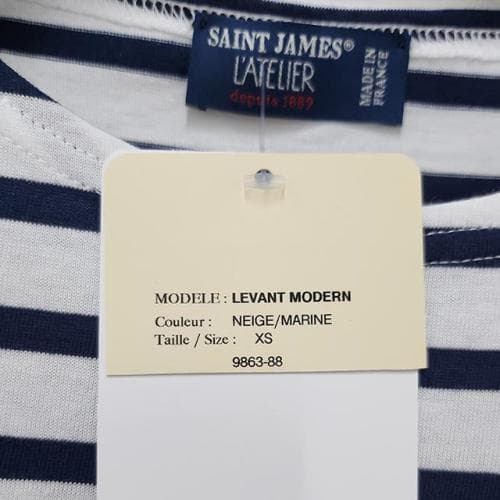 SAINT JAMES®
L'ATELIER
depuis 1889
MADE IN
FRANCE
MODELE : LEVANT MODERN
Couleur : NEIGE/MARINE
Taille / Size : XS
9863-88